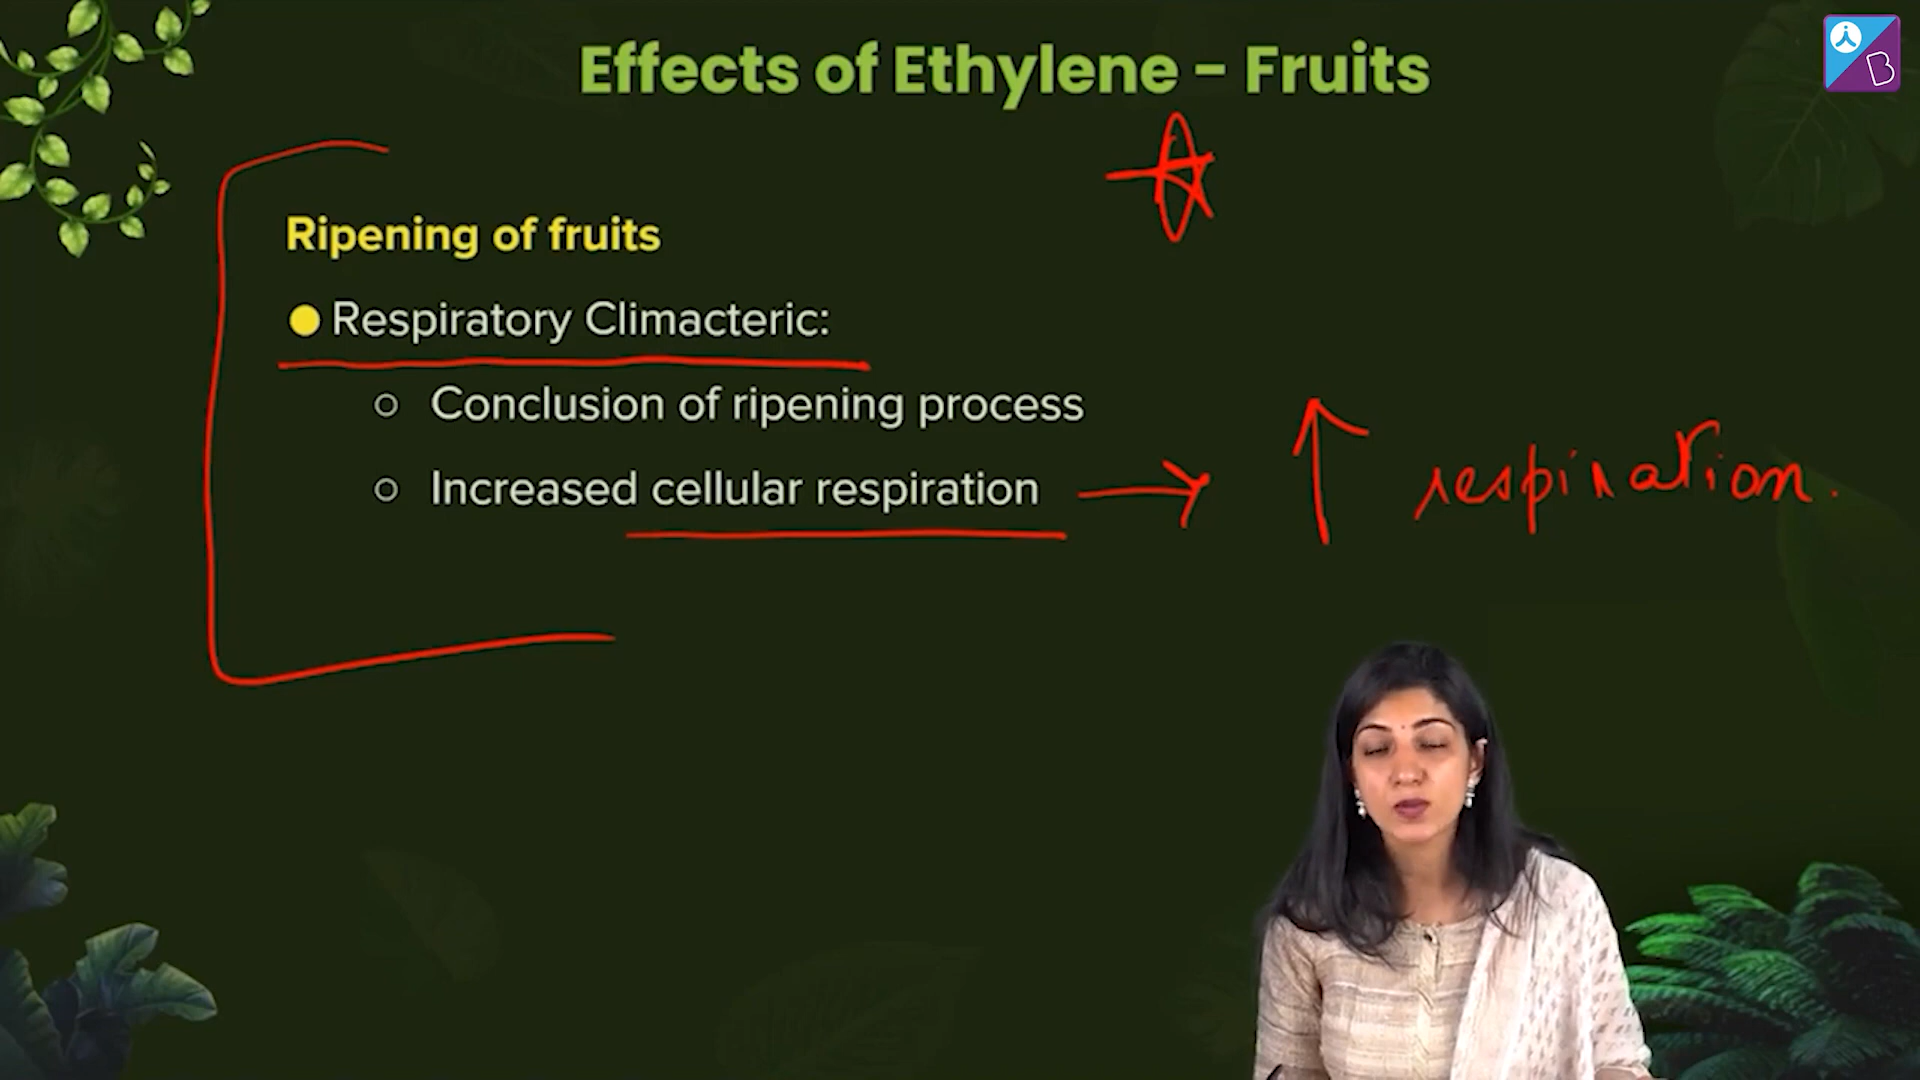 Effects of Ethylene - Fruits
Ripening of fruits
Respiratory Climacteric:
Conclusion of ripening process
Increased cellular respiration → ↑ respiration.
B